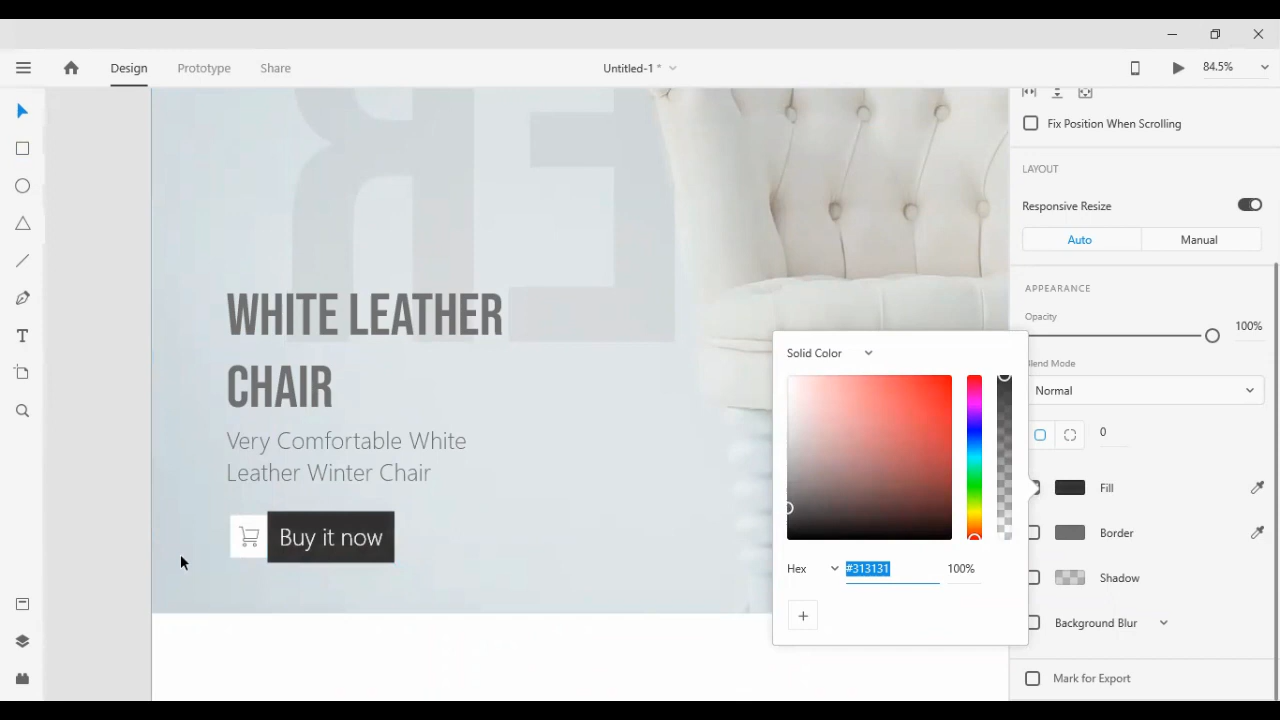 Design
Prototype
Share
Untitled-1 *
84.5%
Fix Position When Scrolling
LAYOUT
Responsive Resize
Auto
Manual
APPEARANCE
Opacity
100%
Blend Mode
Normal
0
Fill
Border
Shadow
Background Blur
Mark for Export
Solid Color
Hex
#313131
100%
+
ER
WHITE LEATHER
CHAIR
Very Comfortable White
Leather Winter Chair
Buy it now
T